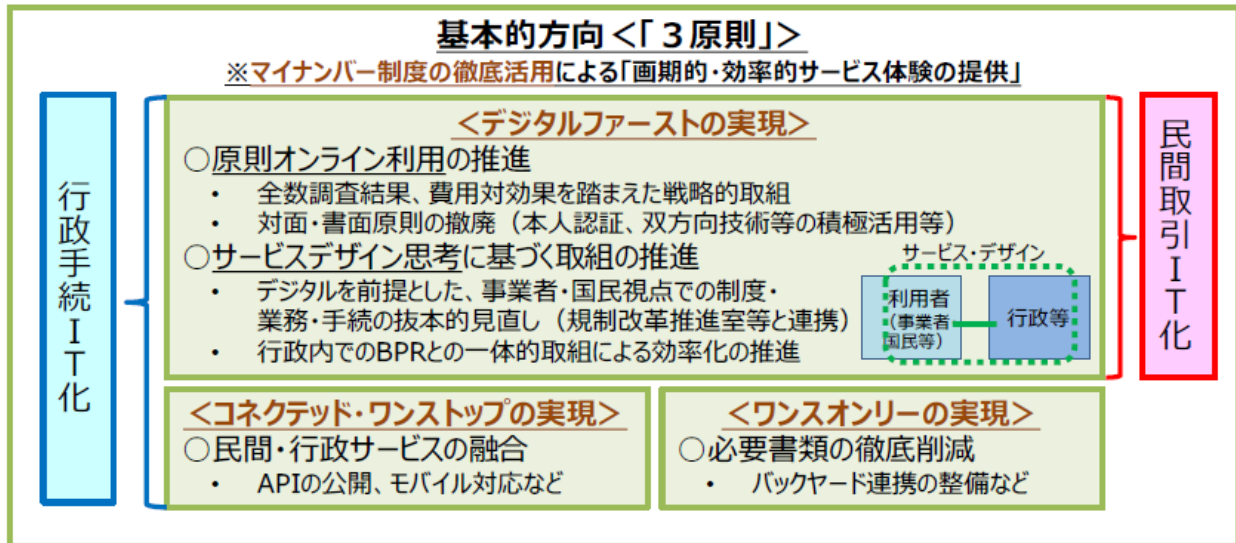 基本的方向＜「３原則」＞
※マイナンバー制度の徹底活用による「画期的・効率的サービス体験の提供」
行政手続ＩＴ化
＜デジタルファーストの実現＞
○原則オンライン利用の推進
・ 全数調査結果、費用対効果を踏まえた戦略的取組
・ 対面・書面原則の撤廃（本人認証、双方向技術等の積極活用等）
○サービスデザイン思考に基づく取組の推進
・ デジタルを前提とした、事業者・国民視点での制度・
業務・手続の抜本的見直し（規制改革推進室等と連携）
・ 行政内でのBPRとの一体的取組による効率化の推進
サービス・デザイン
利用者
（事業者
国民等）
行政等
民間取引ＩＴ化
＜コネクテッド・ワンストップの実現＞
○民間・行政サービスの融合
・ APIの公開、モバイル対応など
＜ワンスオンリーの実現＞
○必要書類の徹底削減
・ バックヤード連携の整備など